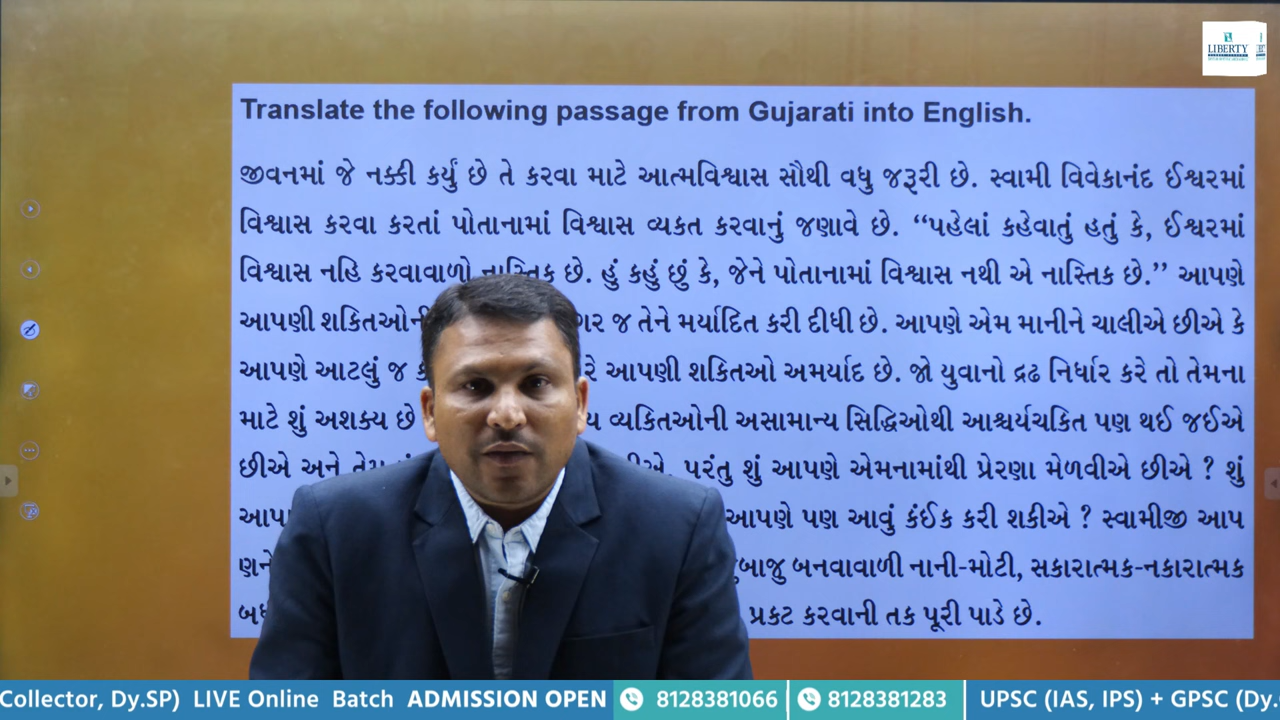 LIBERTY
Translate the following passage from Gujarati into English.
જીવનમાં જે નક્કી કર્યું છે તે કરવા માટે આત્મવિશ્વાસ સૌથી વધુ જરૂરી છે. સ્વામી વિવેકાનંદ ઈશ્વરમાં
વિશ્વાસ કરવા કરતાં પોતાનામાં વિશ્વાસ વ્યકત કરવાનું જણાવે છે. “પહેલાં કહેવાતું હતું કે, ઈશ્વરમાં
વિશ્વાસ નહિ કરવાવાળો નાસ્તિક છે. હું કહું છું કે, જેને પોતાનામાં વિશ્વાસ નથી એ નાસ્તિક છે.” આપણે
આપણી શકિતઓની જ તેને મર્યાદિત કરી દીધી છે. આપણે એમ માનીને ચાલીએ છીએ કે
આપણે આટલું જ આપણી શકિતઓ અમર્યાદ છે. જો યુવાનો દ્રઢ નિર્ધાર કરે તો તેમના
માટે શું અશક્ય છે વ્યકિતઓની અસામાન્ય સિદ્ધિઓથી આશ્ચર્યચકિત પણ થઈ જઈએ
છીએ અને પરંતુ શું આપણે એમનામાંથી પ્રેરણા મેળવીએ છીએ ? શું
આપણે પણ આવું કંઈક કરી શકીએ ? સ્વામીજી આપ
ણને બનવાવાળી નાની-મોટી, સકારાત્મક-નકારાત્મક
પ્રકટ કરવાની તક પૂરી પાડે છે.
Collector, Dy.SP) LIVE Online Batch ADMISSION OPEN 8128381066 8128381283 UPSC (IAS, IPS) + GPSC (Dy.